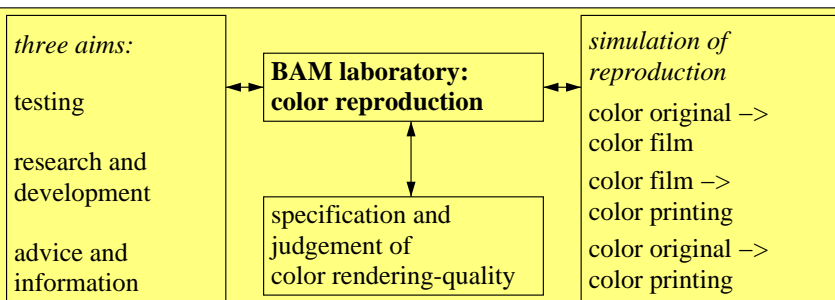 three aims:
testing
research and
development
advice and
information
BAM laboratory:
color reproduction
specification and
judgement of
color rendering-quality
simulation of
reproduction
color original –>
color film
color film –>
color printing
color original –>
color printing